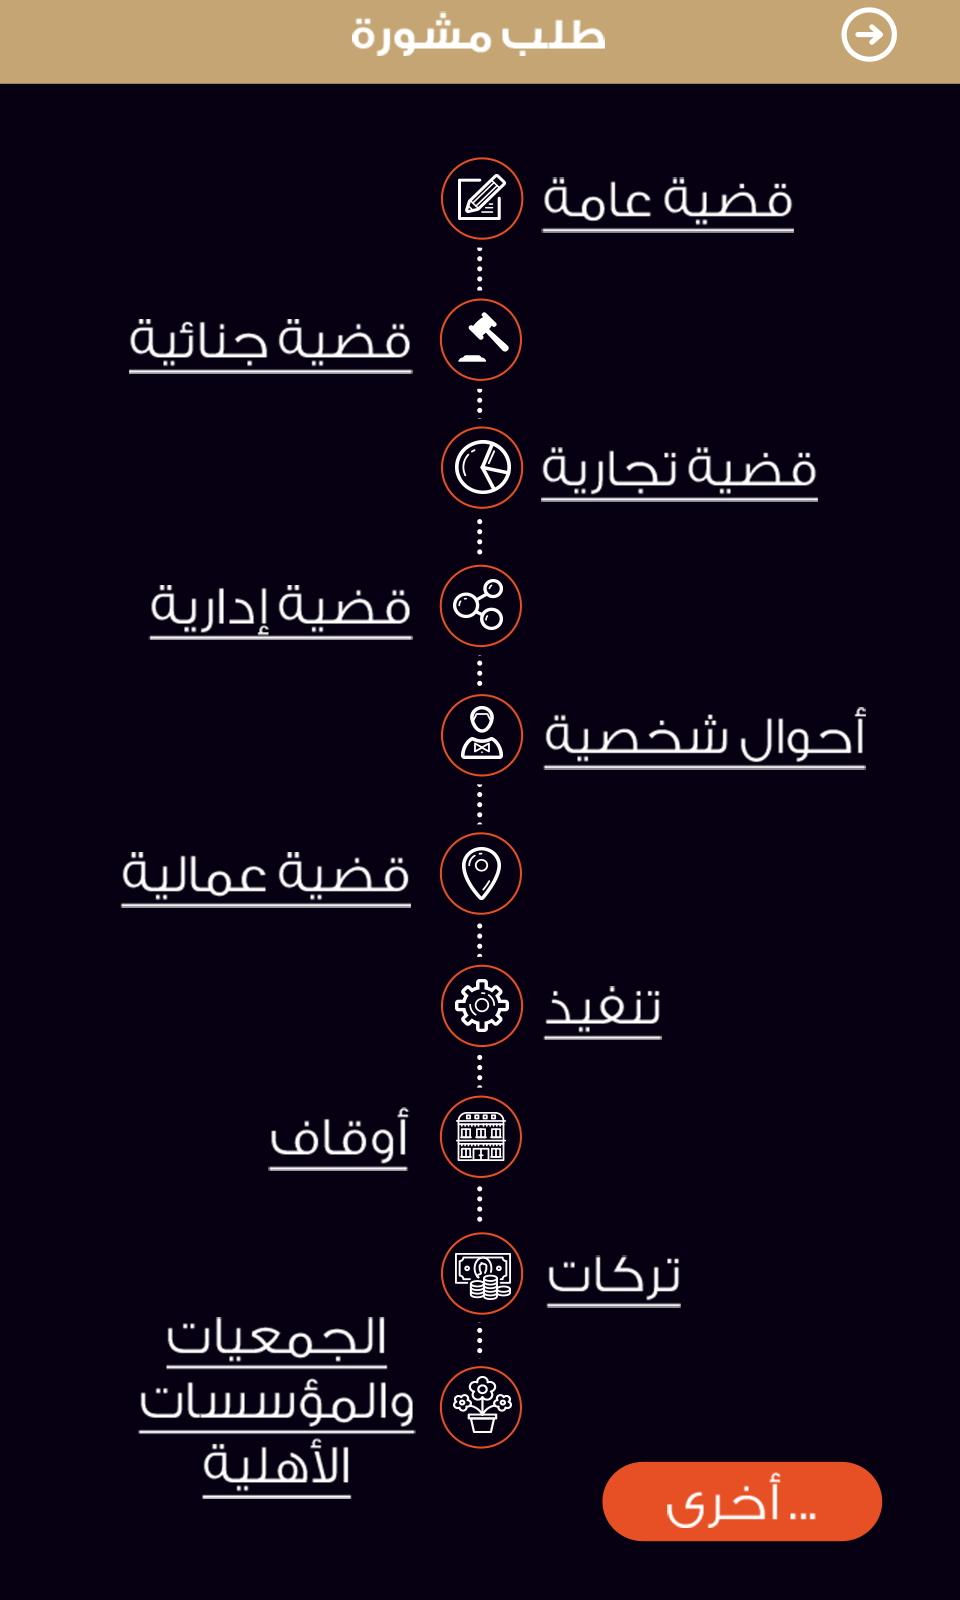 طلب مشورة
قضية عامة
قضية جنائية
قضية تجارية
قضية إدارية
أحوال شخصية
قضية عمالية
تنفيذ
أوقاف
تركات
الجمعيات
والمؤسسات
الأهلية
... أخرى